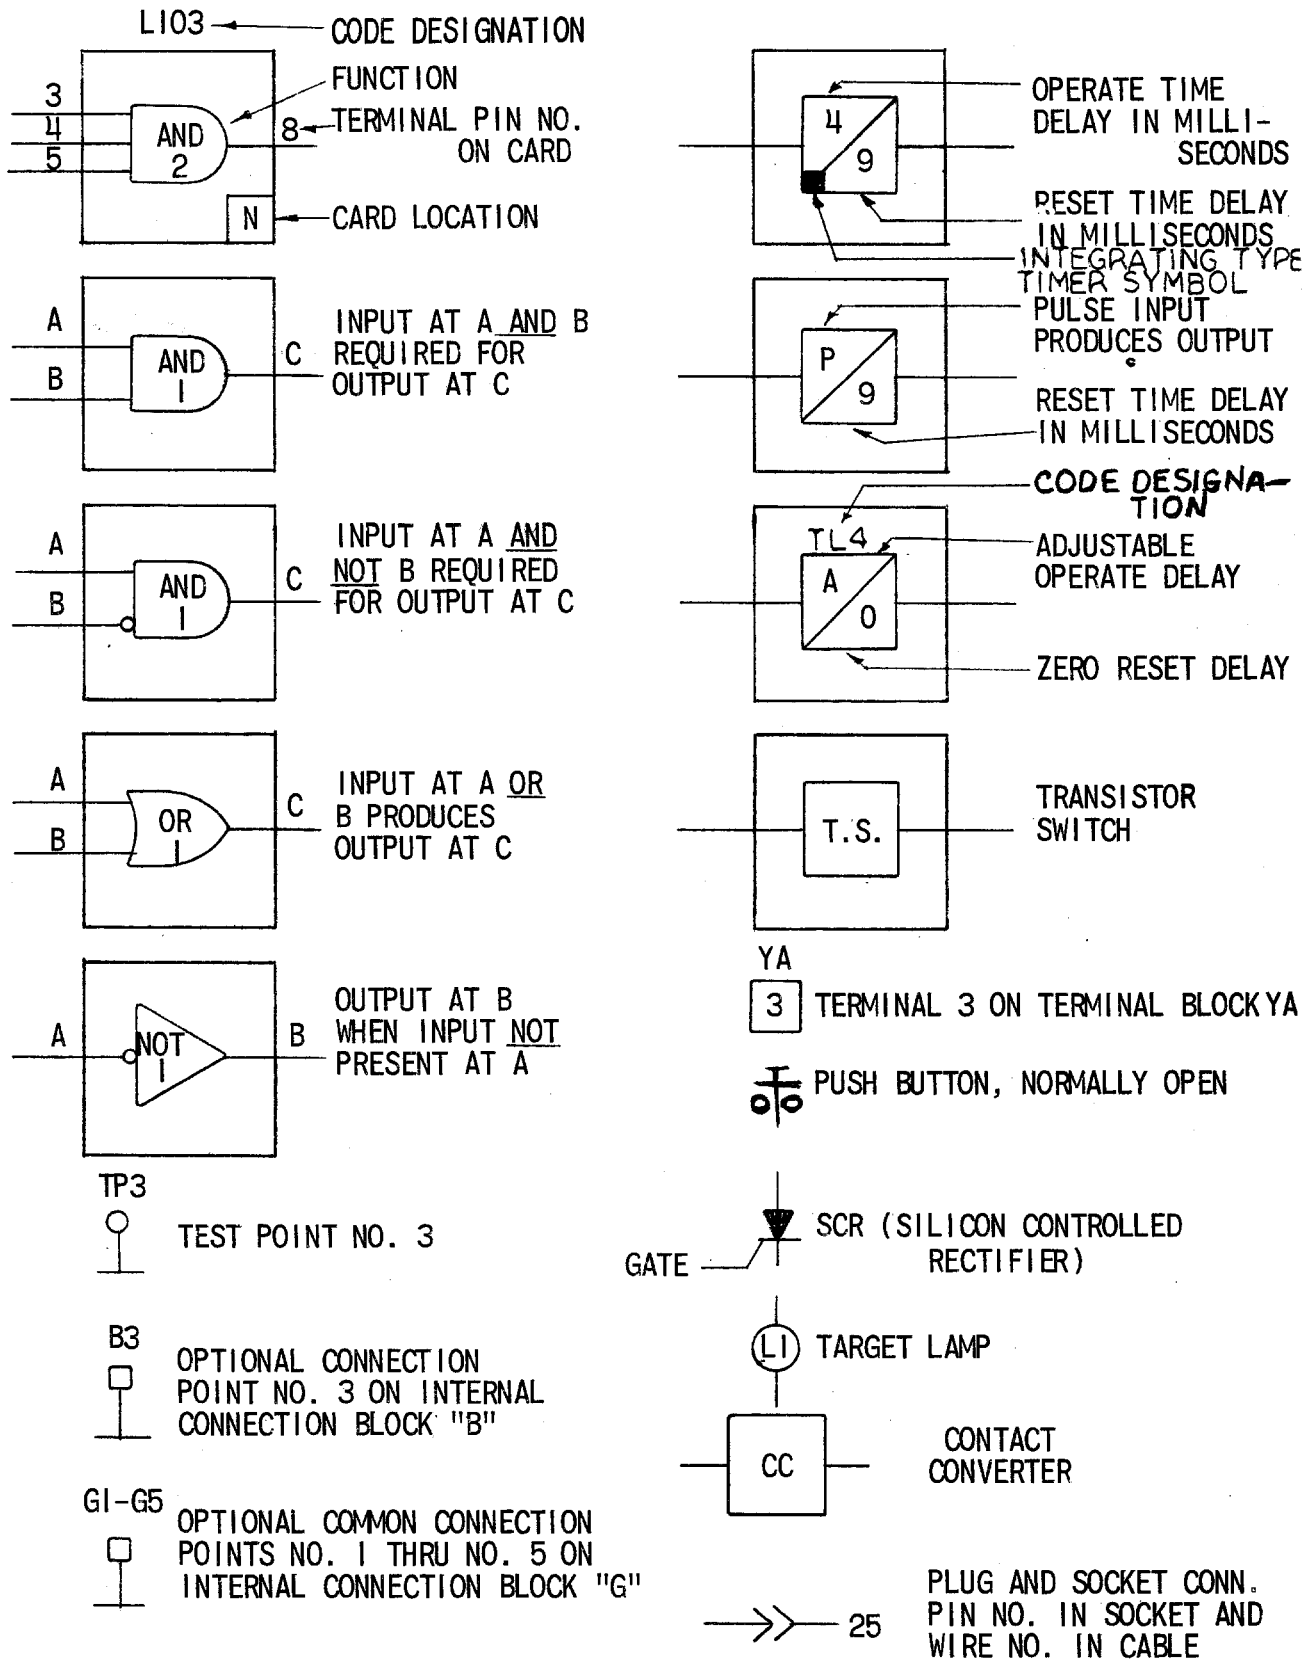 L103
CODE DESIGNATION
FUNCTION
3
4
5
AND
2
8
TERMINAL PIN NO.
ON CARD
N
CARD LOCATION
A
B
AND
1
C
INPUT AT A AND B
REQUIRED FOR
OUTPUT AT C
A
B
AND
1
C
INPUT AT A AND
NOT B REQUIRED
FOR OUTPUT AT C
A
B
OR
1
C
INPUT AT A OR
B PRODUCES
OUTPUT AT C
A
NOT
1
B
OUTPUT AT B
WHEN INPUT NOT
PRESENT AT A
TP3
TEST POINT NO. 3
B3
OPTIONAL CONNECTION
POINT NO. 3 ON INTERNAL
CONNECTION BLOCK "B"
G1-G5
OPTIONAL COMMON CONNECTION
POINTS NO. 1 THRU NO. 5 ON
INTERNAL CONNECTION BLOCK "G"
4
9
OPERATE TIME
DELAY IN MILLI-
SECONDS
RESET TIME DELAY
IN MILLISECONDS
INTEGRATING TYPE
TIMER SYMBOL
P
9
PULSE INPUT
PRODUCES OUTPUT
RESET TIME DELAY
IN MILLISECONDS
CODE DESIGNA-
TION
TL4
A
0
ADJUSTABLE
OPERATE DELAY
ZERO RESET DELAY
T.S.
TRANSISTOR
SWITCH
YA
3
TERMINAL 3 ON TERMINAL BLOCK YA
PUSH BUTTON, NORMALLY OPEN
GATE
SCR (SILICON CONTROLLED
RECTIFIER)
L1
TARGET LAMP
CC
CONTACT
CONVERTER
25
PLUG AND SOCKET CONN.
PIN NO. IN SOCKET AND
WIRE NO. IN CABLE